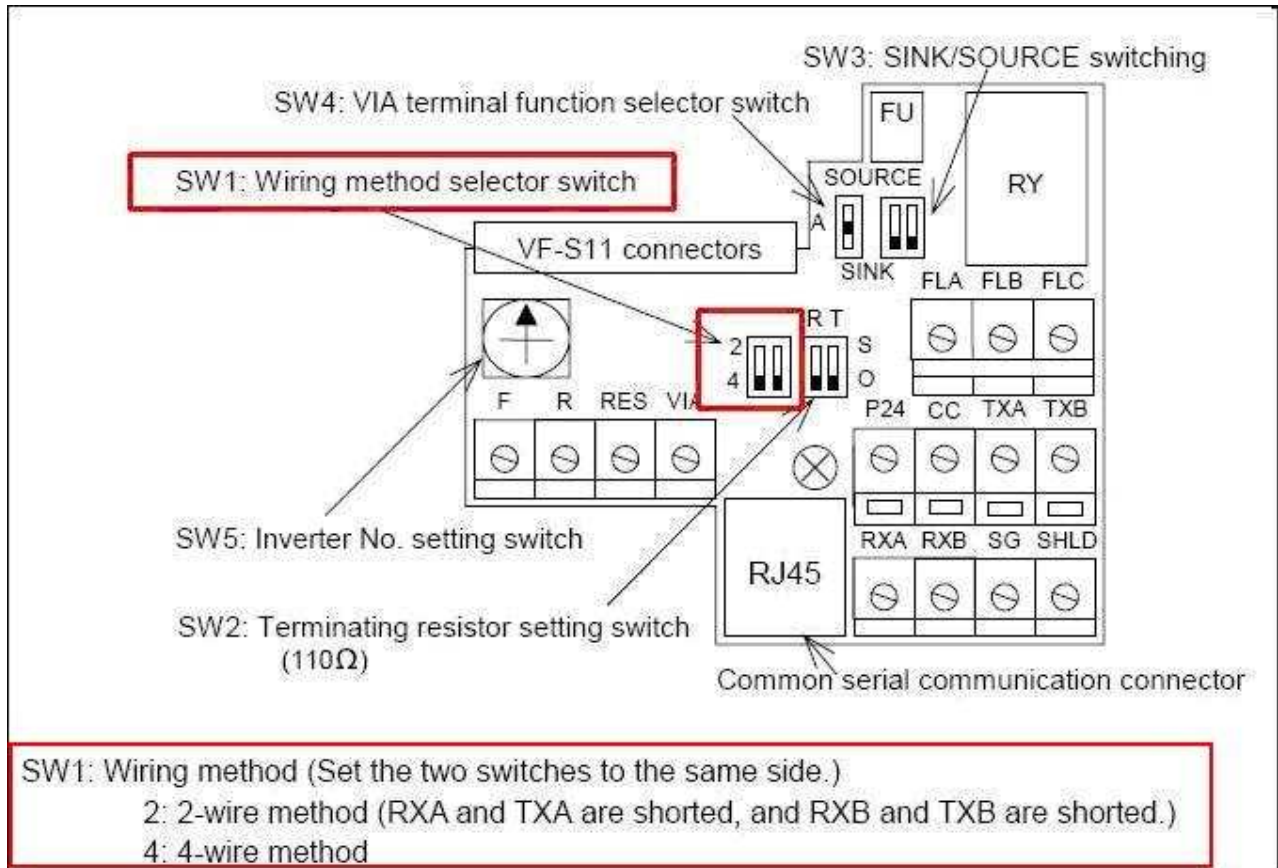 SW3: SINK/SOURCE switching
SW4: VIA terminal function selector switch
FU
SW1: Wiring method selector switch
SOURCE
RY
A
VF-S11 connectors
SINK
FLA FLB FLC
R T
2
S
4
O
F R RES VIA
P24 CC TXA TXB
SW5: Inverter No. setting switch
RXA RXB SG SHLD
RJ45
SW2: Terminating resistor setting switch
(110Ω)
Common serial communication connector
SW1: Wiring method (Set the two switches to the same side.)
2: 2-wire method (RXA and TXA are shorted, and RXB and TXB are shorted.)
4: 4-wire method